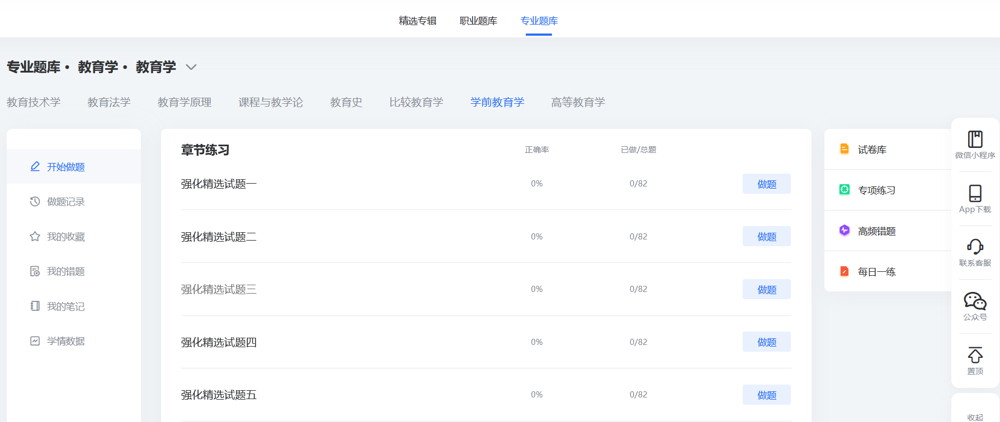 精选专辑 职业题库 专业题库
专业题库· 教育学· 教育学
教育技术学 教育法学 教育学原理 课程与教学论 教育史 比较教育学 学前教育学 高等教育学
开始做题
做题记录
我的收藏
我的错题
我的笔记
学情数据
章节练习 正确率 已做/总题
强化精选试题一 0% 0/82 做题
强化精选试题二 0% 0/82 做题
强化精选试题三 0% 0/82 做题
强化精选试题四 0% 0/82 做题
强化精选试题五 0% 0/82 做题
试卷库
专项练习
高频错题
每日一练
微信小程序
App下载
联系客服
公众号
置顶
收起